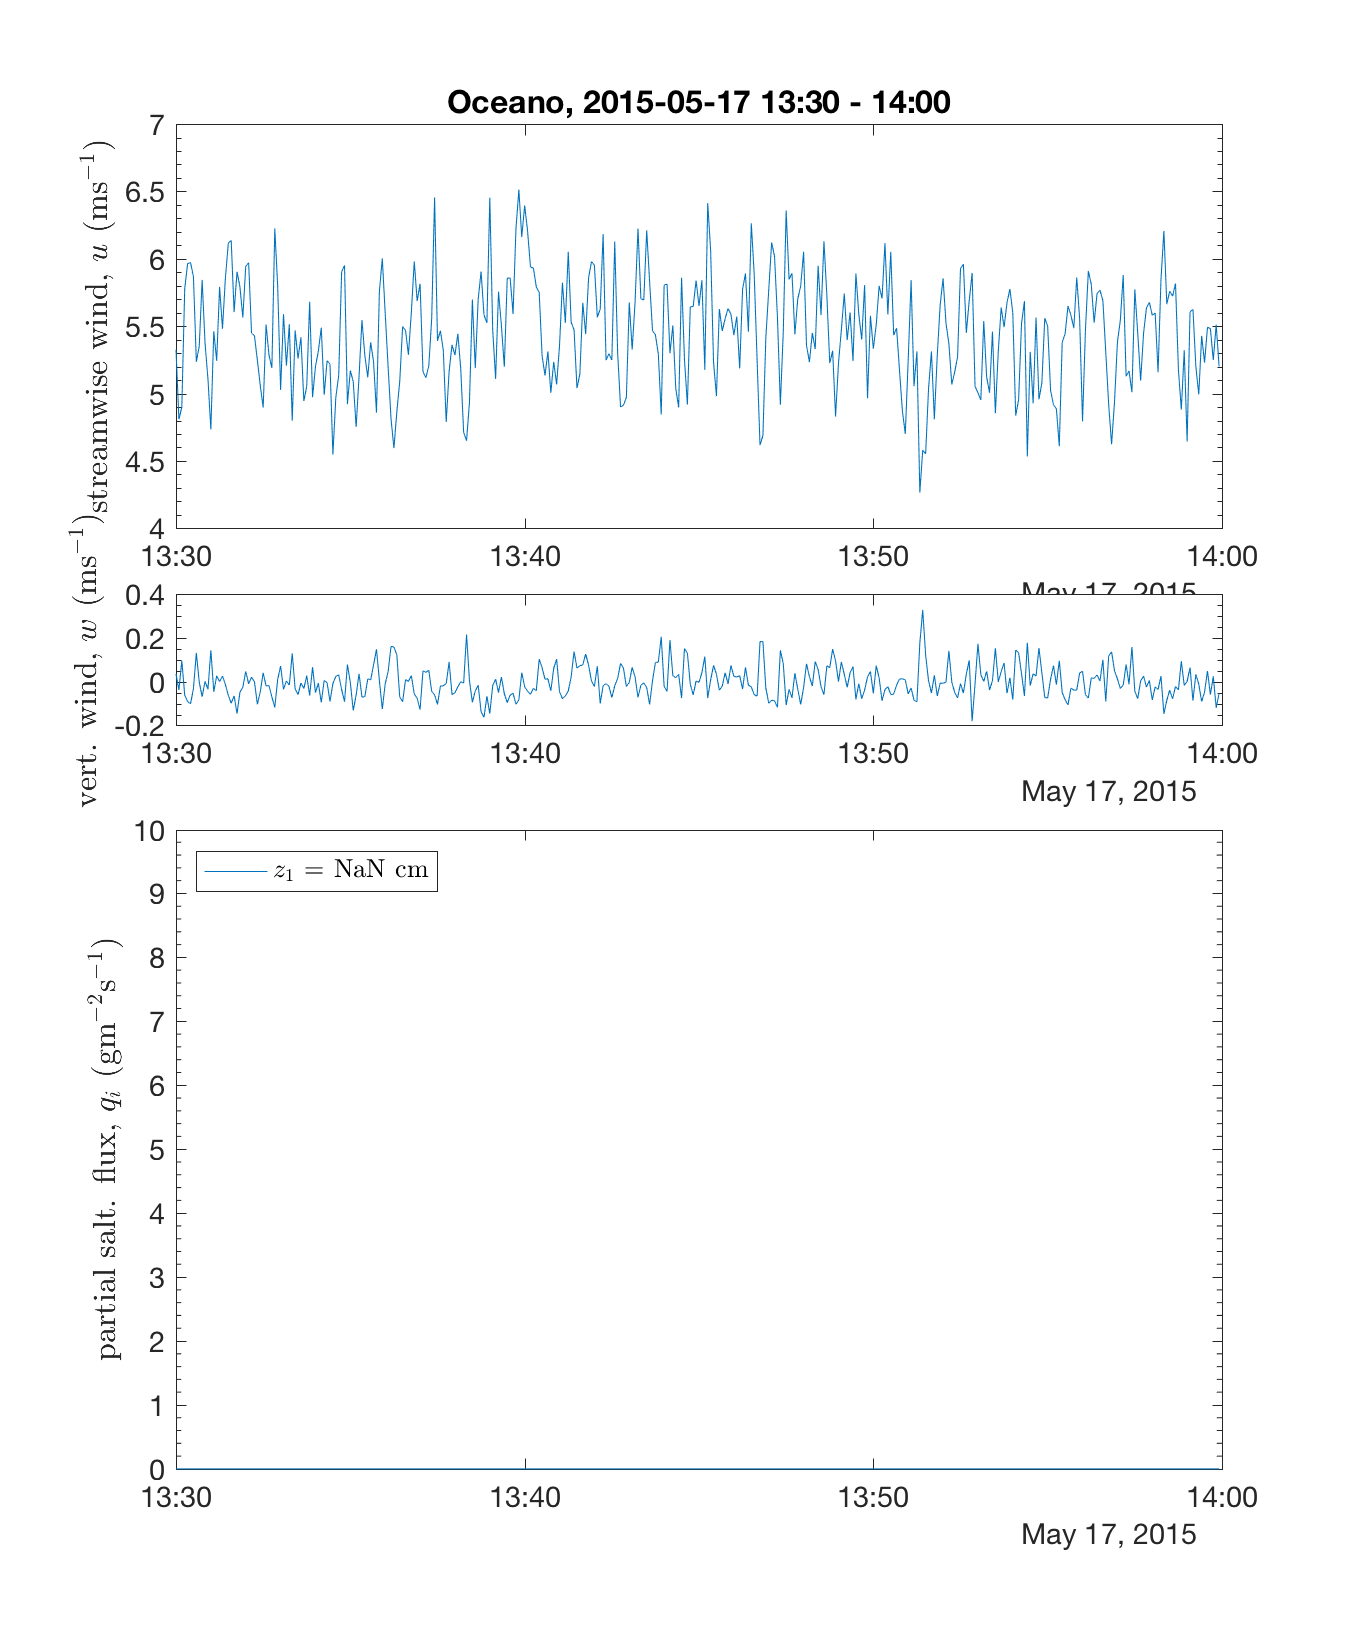 Oceano, 2015-05-17 13:30 - 14:00
streamwise wind, u (ms⁻¹)
7
6.5
6
5.5
5
4.5
4
13:30 13:40 13:50 14:00
May 17, 2015
vert. wind, w (ms⁻¹)
0.4
0.2
0
-0.2
13:30 13:40 13:50 14:00
May 17, 2015
partial salt. flux, qᵢ (gm⁻²s⁻¹)
10
9
8
7
6
5
4
3
2
1
0
z₁ = NaN cm
13:30 13:40 13:50 14:00
May 17, 2015